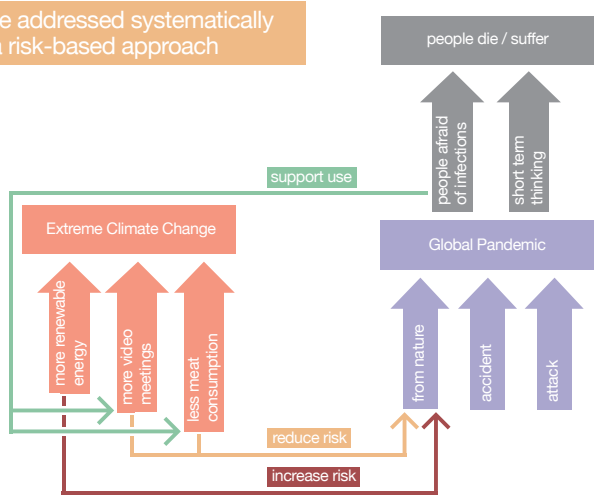 e addressed systematically
a risk-based approach
people die / suffer
people afraid
of infections
short term
thinking
support use
Extreme Climate Change
Global Pandemic
more renewable
energy
more video
meetings
less meat
consumption
from nature
accident
attack
reduce risk
increase risk